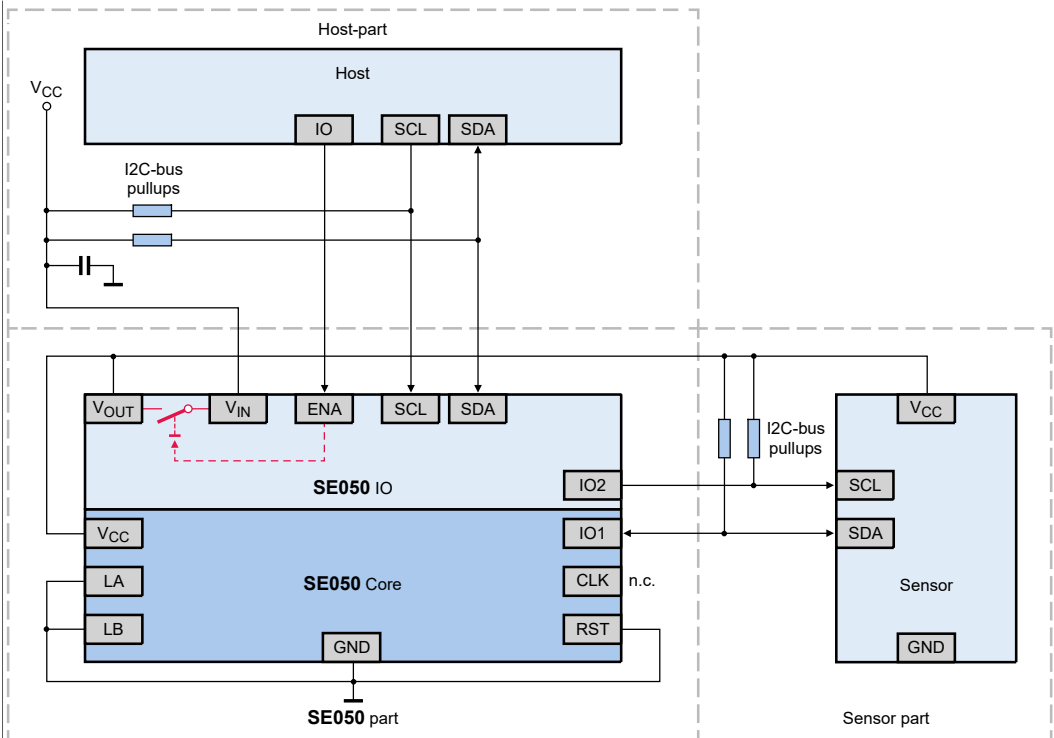 Host-part
Host
VCC
IO
SCL
SDA
I2C-bus
pullups
VOUT
VIN
ENA
SCL
SDA
VCC
I2C-bus
pullups
SE050 IO
IO2
SCL
VCC
IO1
SDA
LA
SE050 Core
CLK
n.c.
Sensor
LB
RST
GND
GND
SE050 part
Sensor part